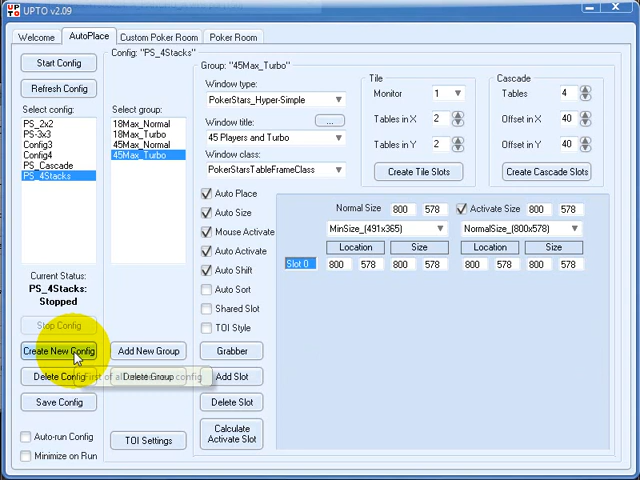 UPTO v2.09
Welcome
AutoPlace
Custom Poker Room
Poker Room
Start Config
Refresh Config
Select config:
PS_2x2
PS-3x3
Config3
Config4
PS_Cascade
PS_4Stacks
Current Status:
PS_4Stacks:
Stopped
Stop Config
Create New Config
Delete Config
Save Config
Auto-run Config
Minimize on Run
Config: "PS_4Stacks"
Select group:
18Max_Normal
18Max_Turbo
45Max_Normal
45Max_Turbo
Add New Group
Delete Group
First of all
config
TOI Settings
Group: "45Max_Turbo"
Window type:
PokerStars_Hyper-Simple
Window title:
...
45 Players and Turbo
Window class:
PokerStarsTableFrameClass
Tile
Monitor
1
Tables in X
2
Tables in Y
2
Create Tile Slots
Cascade
Tables
4
Offset in X
40
Offset in Y
40
Create Cascade Slots
Auto Place
Auto Size
Mouse Activate
Auto Activate
Auto Shift
Auto Sort
Shared Slot
TOI Style
Grabber
Add Slot
Delete Slot
Calculate
Activate Slot
Normal Size
800
578
Activate Size
800
578
MinSize_(491x365)
NormalSize_(800x578)
Location
Size
Location
Size
Slot 0
800
578
800
578
800
578
800
578